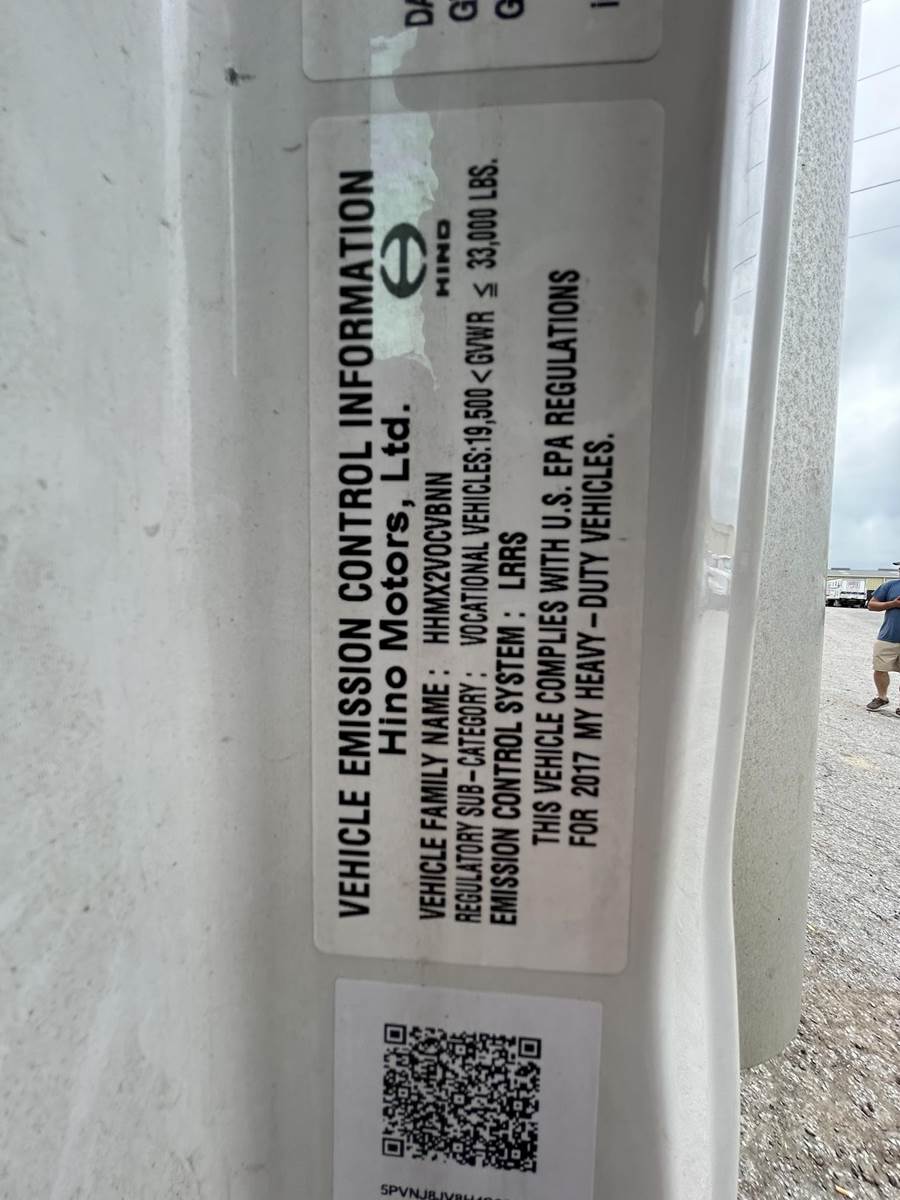 VEHICLE EMISSION CONTROL INFORMATION
Hino Motors, Ltd.
HINO
VEHICLE FAMILY NAME : HHMX2VOCVBNN
REGULATORY SUB-CATEGORY : VOCATIONAL VEHICLES:19,500 < GVWR ≦ 33,000 LBS.
EMISSION CONTROL SYSTEM : LRRS
THIS VEHICLE COMPLIES WITH U.S. EPA REGULATIONS
FOR 2017 MY HEAVY-DUTY VEHICLES.